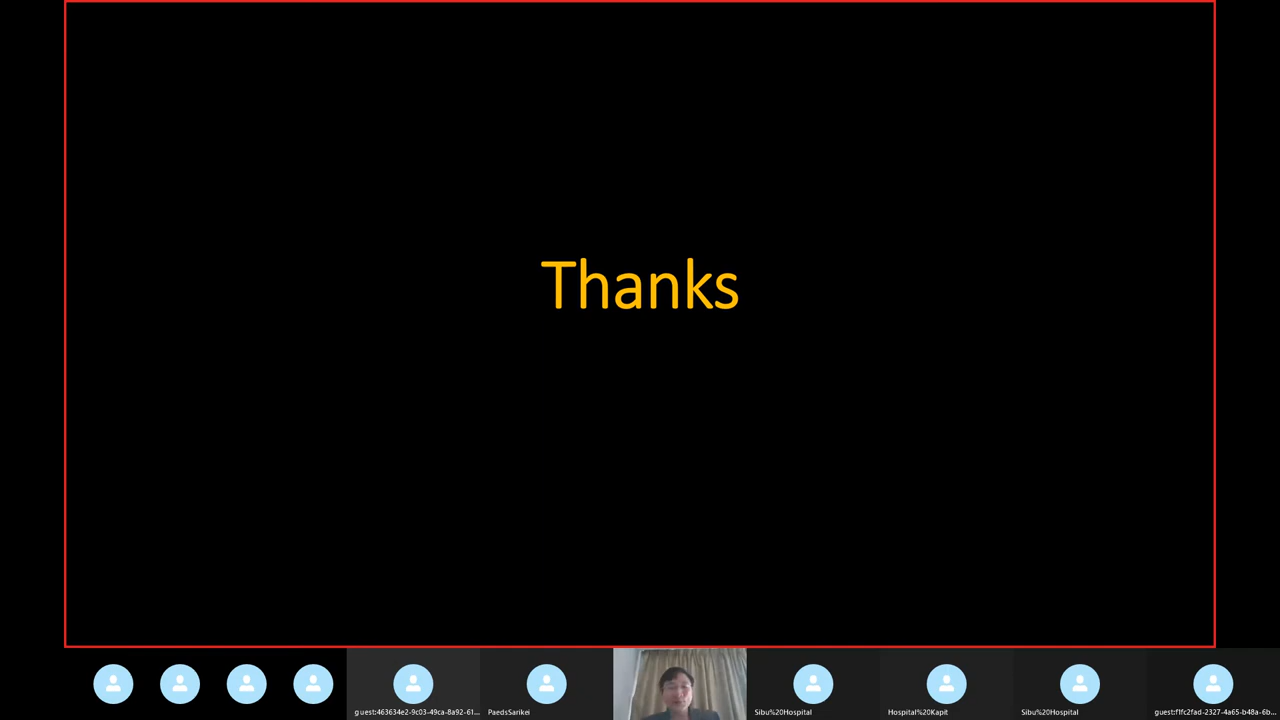 Thanks
guest:463634e2-9c03-49ca-8a92-61...
PaedsSarikei
Sibu%20Hospital
Hospital%20Kapit
Sibu%20Hospital
guest:f1fc2fad-2327-4a65-b48a-6b...